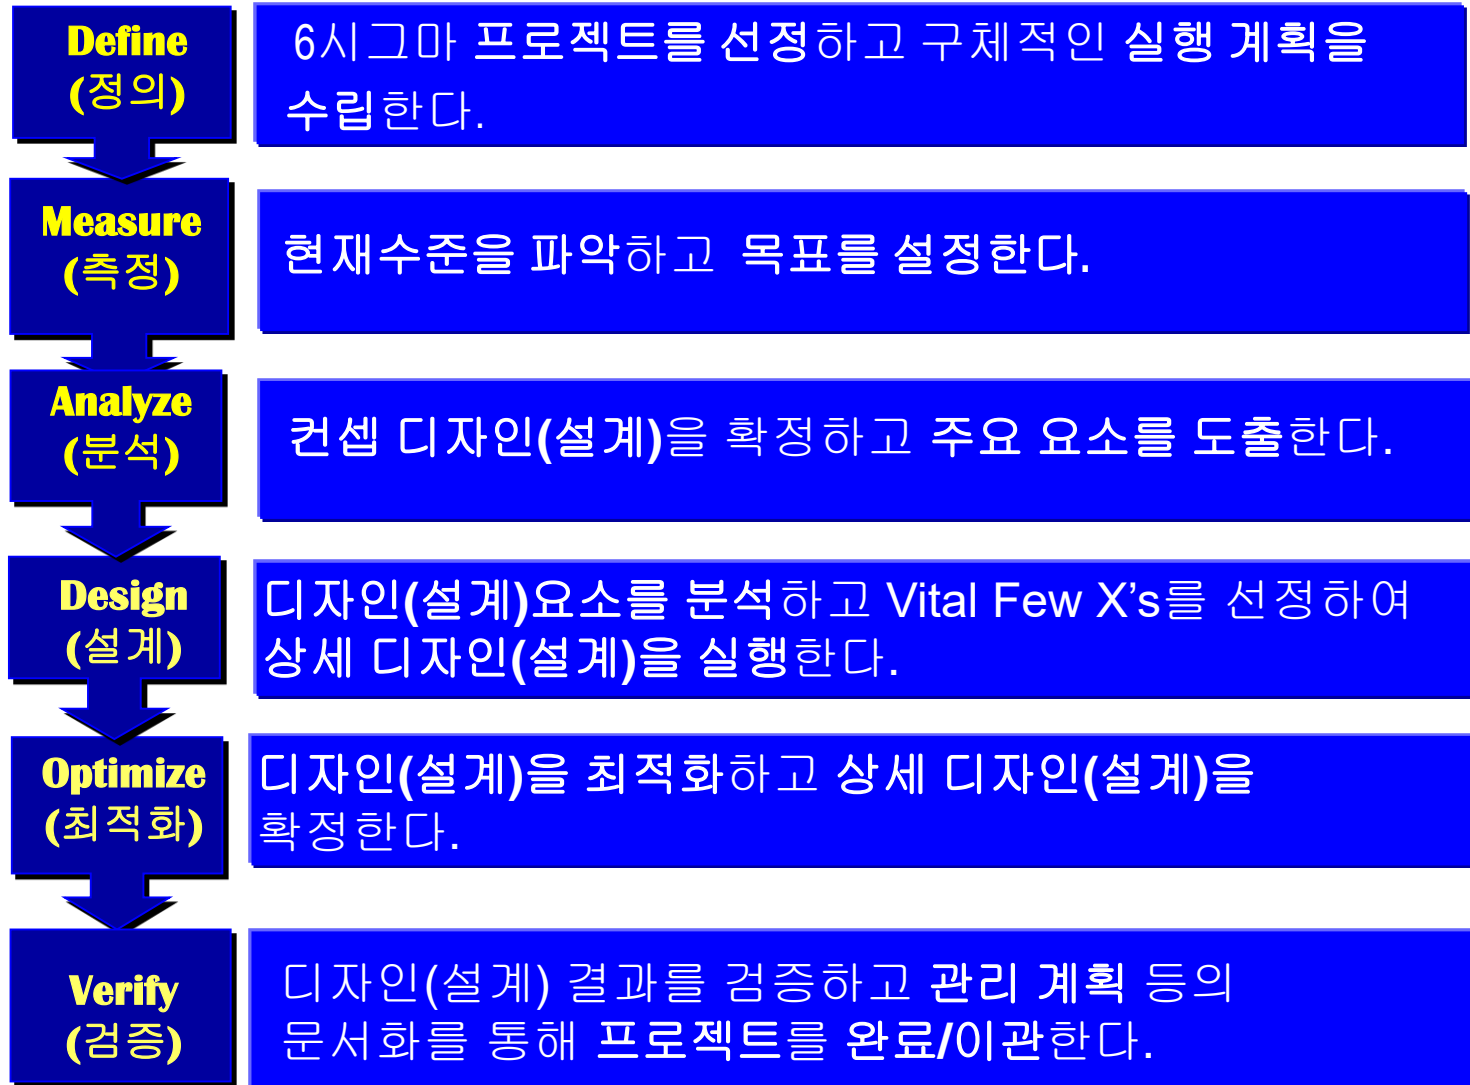 Define
(정의)
6시그마 프로젝트를 선정하고 구체적인 실행 계획을
수립한다.
Measure
(측정)
현재수준을 파악하고 목표를 설정한다.
Analyze
(분석)
컨셉 디자인(설계)을 확정하고 주요 요소를 도출한다.
Design
(설계)
디자인(설계)요소를 분석하고 Vital Few X’s를 선정하여
상세 디자인(설계)을 실행한다.
Optimize
(최적화)
디자인(설계)을 최적화하고 상세 디자인(설계)을
확정한다.
Verify
(검증)
디자인(설계) 결과를 검증하고 관리 계획 등의
문서화를 통해 프로젝트를 완료/이관한다.